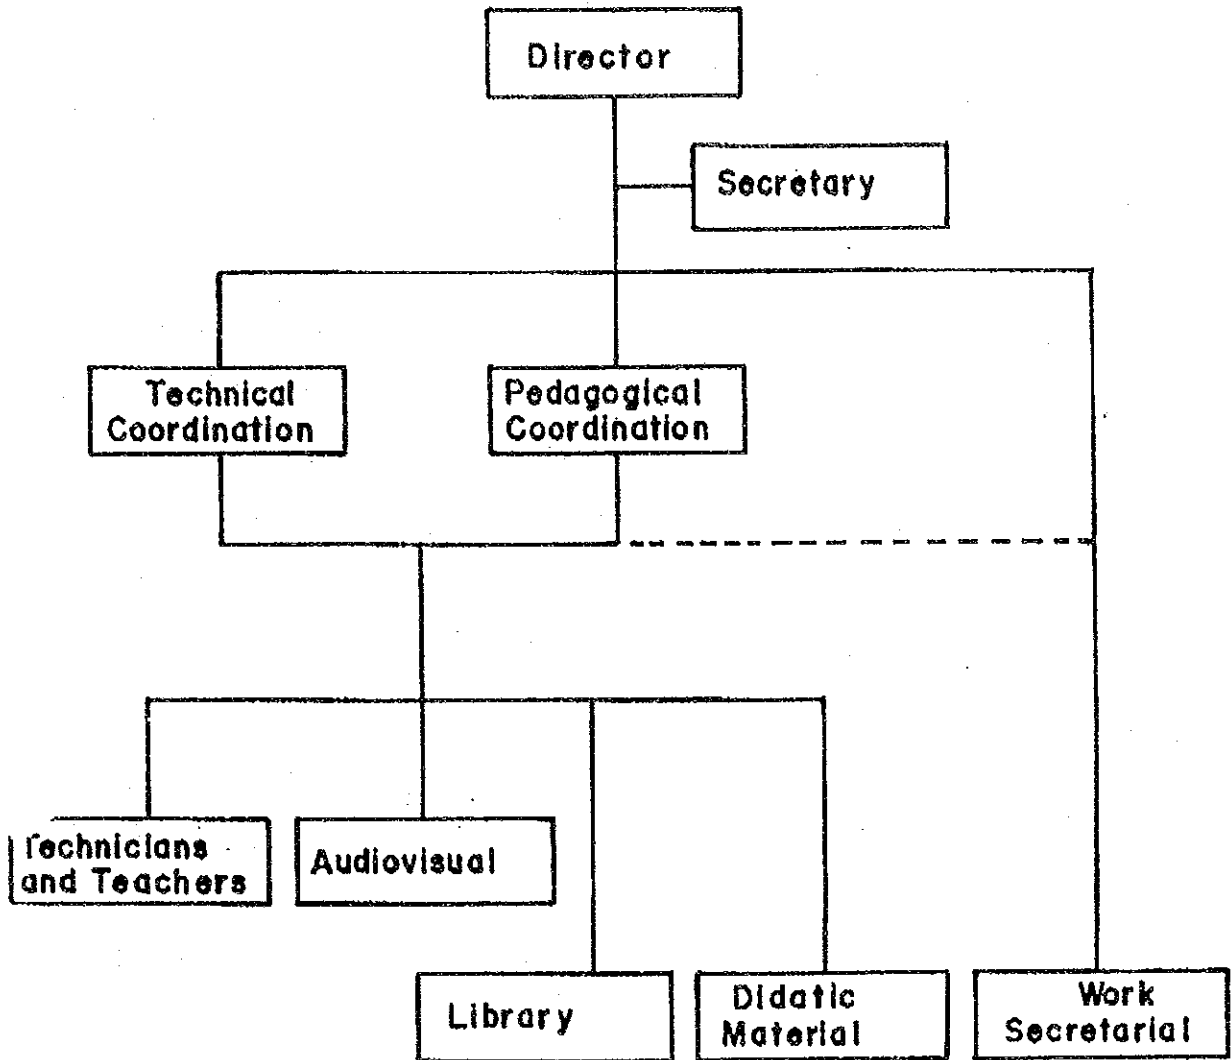 Director
Secretary
Technical
Coordination
Pedagogical
Coordination
Technicians
and Teachers
Audiovisual
Library
Didatic
Material
Work
Secretarial